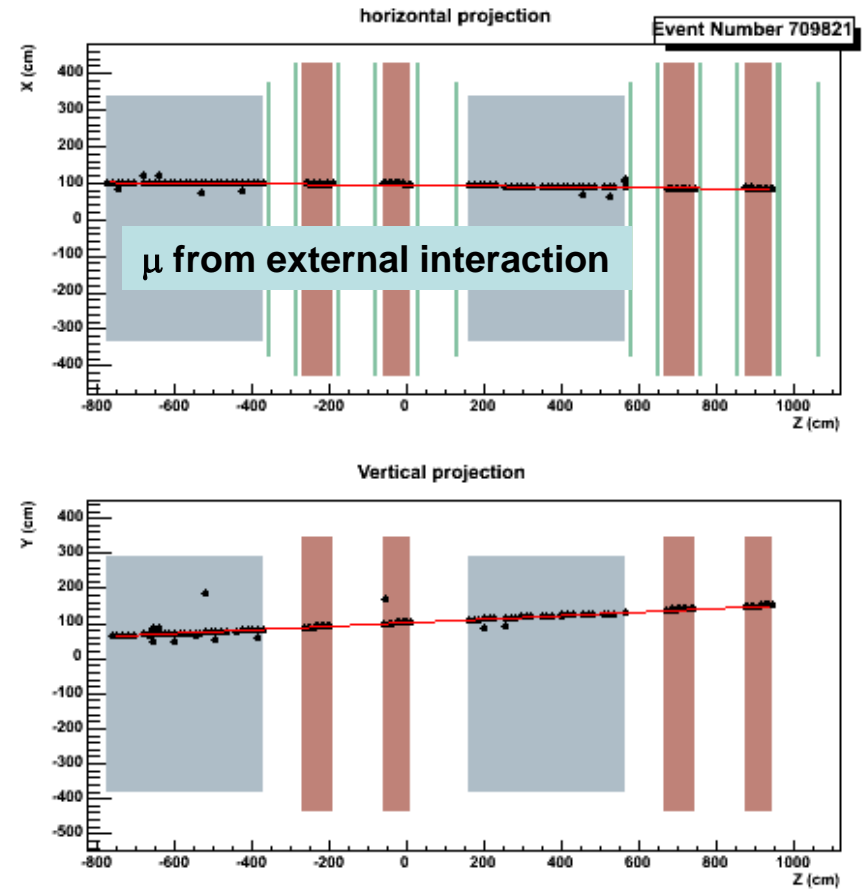 horizontal projection
Event Number 709821
X (cm)
400
300
200
100
0
-100
-200
-300
-400
μ from external interaction
-800 -600 -400 -200 0 200 400 600 800 1000
Z (cm)
Vertical projection
Y (cm)
400
300
200
100
0
-100
-200
-300
-400
-500
-800 -600 -400 -200 0 200 400 600 800 1000
Z (cm)